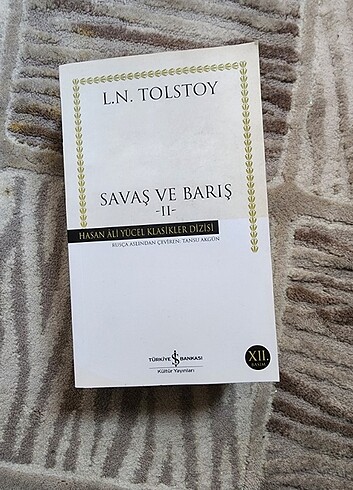 L.N. TOLSTOY
SAVAŞ VE BARIŞ
-II-
HASAN ÂLİ YÜCEL KLASİKLER DİZİSİ
RUSÇA ASLINDAN ÇEVİREN: TANSU AKGÜN
TÜRKİYE İŞ BANKASI
Kültür Yayınları
XII.
BASIM